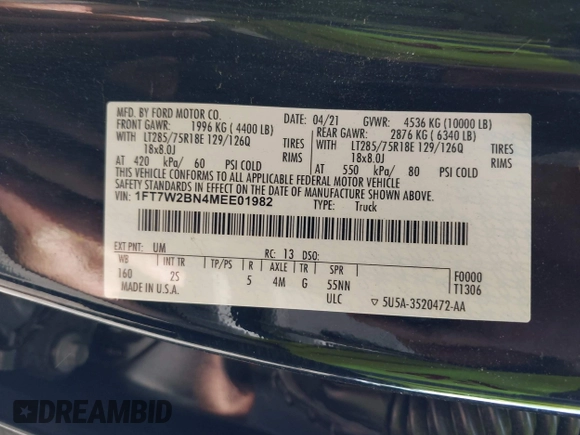 MFD. BY FORD MOTOR CO.
DATE: 04/21 GVWR: 4536 KG (10000 LB)
FRONT GAWR: 1996 KG (4400 LB) REAR GAWR: 2876 KG (6340 LB)
LT285/75R18E 129/126Q TIRES LT285/75R18E 129/126Q TIRES
18x8.0J RIMS 18x8.0J RIMS
AT 420 kPa/ 60 PSI COLD AT 550 kPa/ 80 PSI COLD
THIS VEHICLE CONFORMS TO ALL APPLICABLE FEDERAL MOTOR VEHICLE
SAFETY STANDARDS IN EFFECT ON THE DATE OF MANUFACTURE SHOWN ABOVE.
VIN: 1FT7W2BN4MEE01982 TYPE: Truck
EXT PNT: UM RC: 13 DSO:
WB INT TR TP/PS R AXLE TR SPR F0000
160 2S 5 4M G 55NN T1306
MADE IN U.S.A. ULC ▽ 5U5A-3520472-AA
DREAMBID